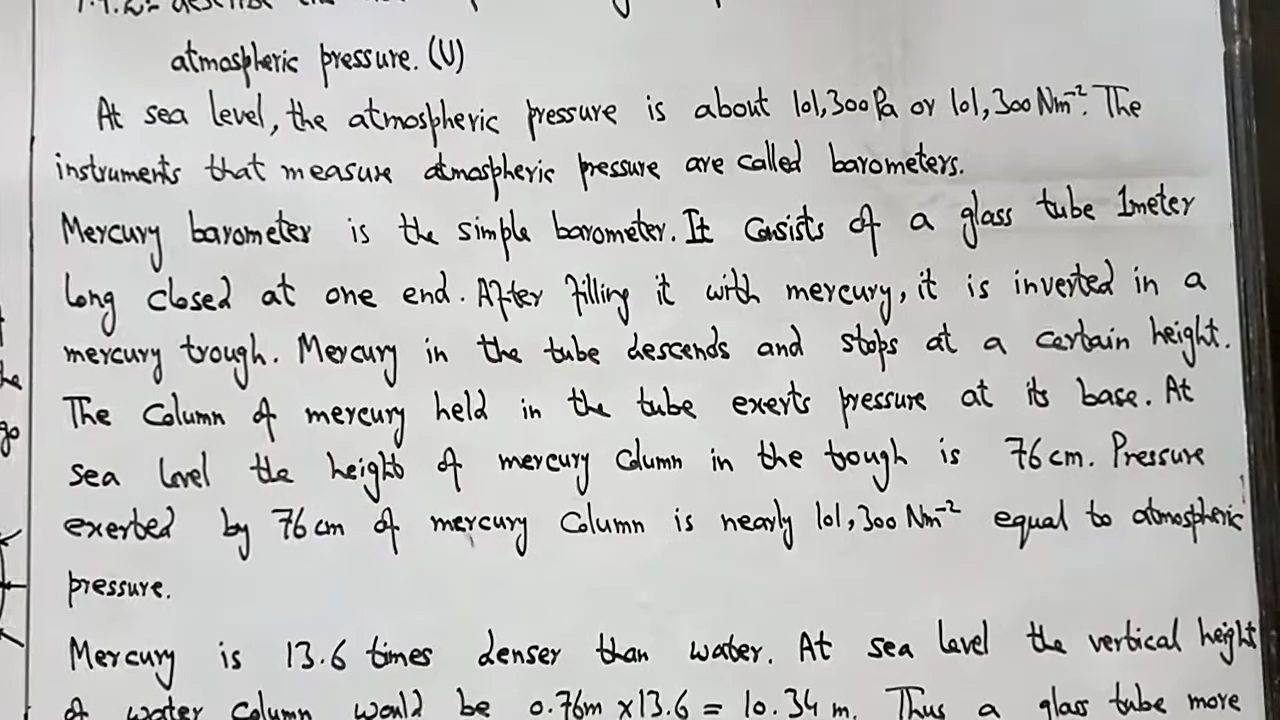 atmospheric pressure. (U)
At sea level, the atmospheric pressure is about 101,300 Pa or 101,300 Nm⁻². The
instruments that measure atmospheric pressure are called barometers.
Mercury barometer is the simple barometer. It consists of a glass tube 1meter
long closed at one end. After filling it with mercury, it is inverted in a
mercury trough. Mercury in the tube descends and stops at a certain height.
The column of mercury held in the tube exerts pressure at its base. At
sea level the height of mercury column in the trough is 76 cm. Pressure
exerted by 76 cm of mercury column is nearly 101,300 Nm⁻² equal to atmospheric
pressure.
Mercury is 13.6 times denser than water. At sea level the vertical height
of water column would be 0.76m x 13.6 = 10.34 m. Thus a glass tube more